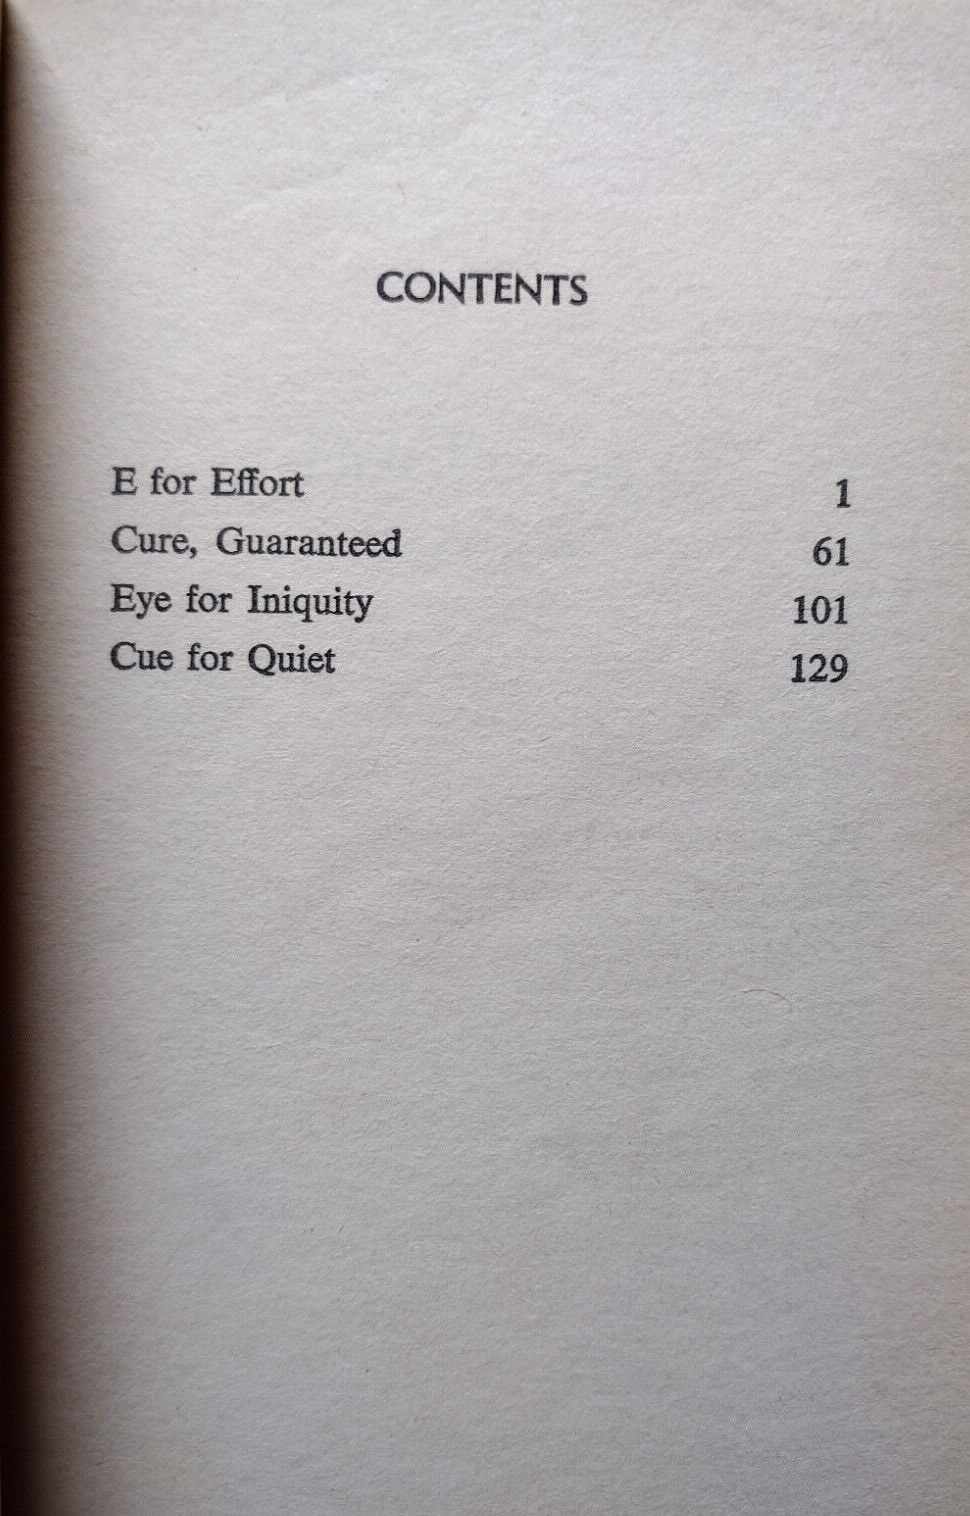 CONTENTS
E for Effort 1
Cure, Guaranteed 61
Eye for Iniquity 101
Cue for Quiet 129